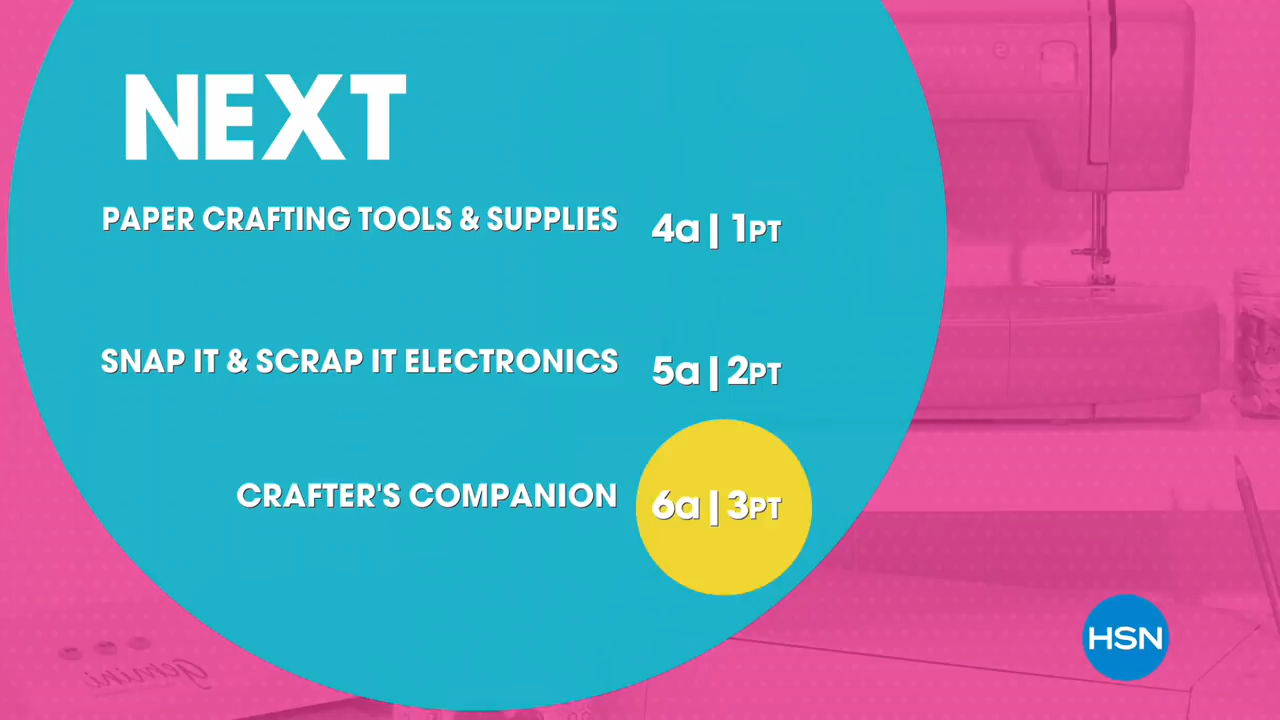 NEXT
PAPER CRAFTING TOOLS & SUPPLIES 4a | 1PT
SNAP IT & SCRAP IT ELECTRONICS 5a | 2PT
CRAFTER'S COMPANION 6a | 3PT
HSN
gemini